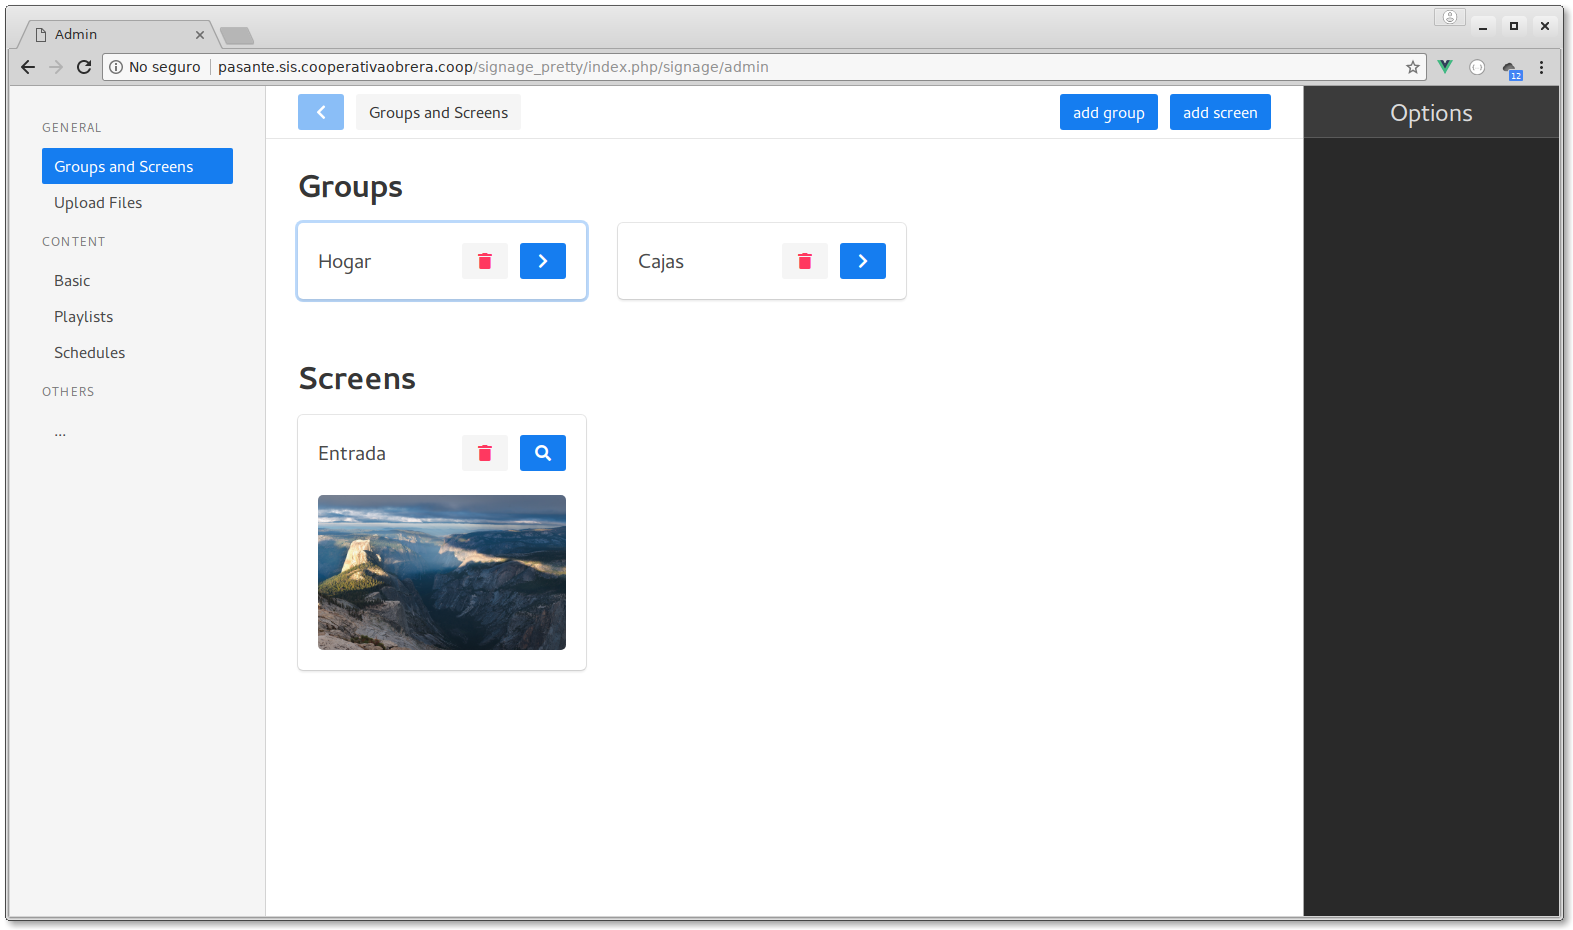 Admin
No seguro
pasante.sis.cooperativaobrera.coop/signage_pretty/index.php/signage/admin
12
GENERAL
Groups and Screens
Upload Files
CONTENT
Basic
Playlists
Schedules
OTHERS
...
Groups and Screens
add group
add screen
Groups
Hogar
Cajas
Screens
Entrada
Options